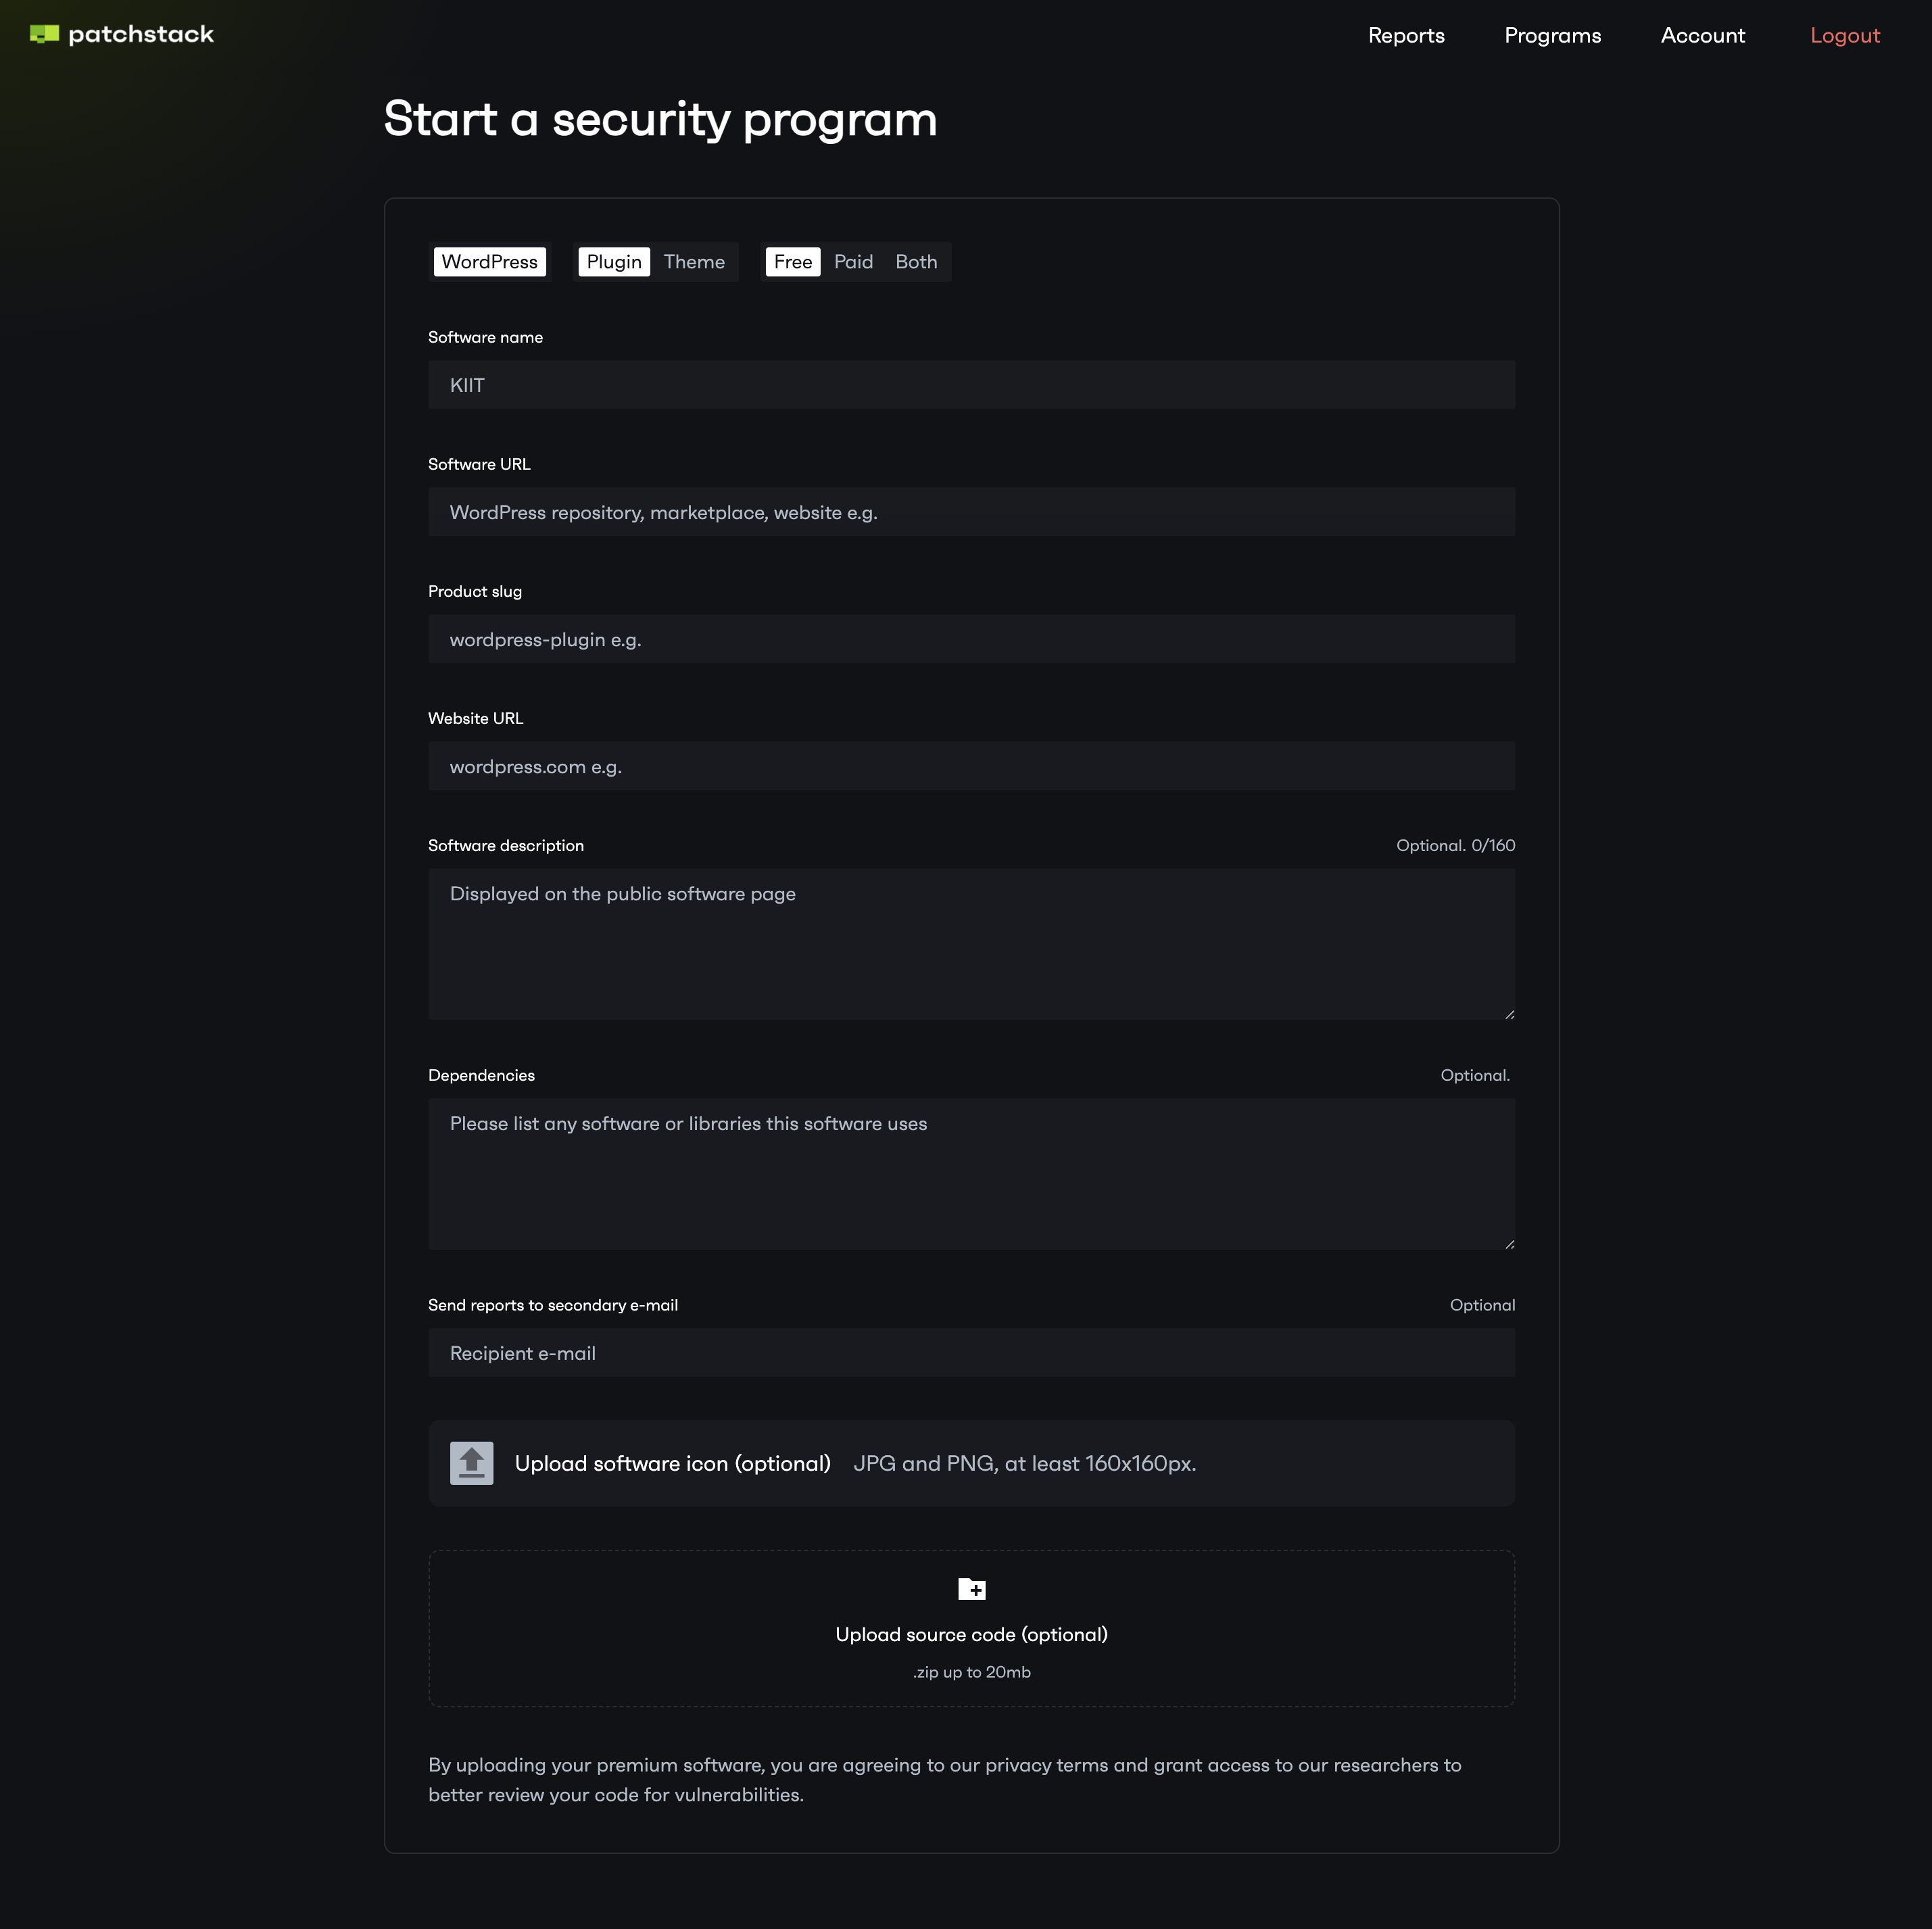 patchstack
Reports Programs Account Logout
Start a security program
WordPress Plugin Theme Free Paid Both
Software name
KIIT
Software URL
WordPress repository, marketplace, website e.g.
Product slug
wordpress-plugin e.g.
Website URL
wordpress.com e.g.
Software description Optional. 0/160
Displayed on the public software page
Dependencies Optional.
Please list any software or libraries this software uses
Send reports to secondary e-mail Optional
Recipient e-mail
Upload software icon (optional) JPG and PNG, at least 160x160px.
Upload source code (optional)
.zip up to 20mb
By uploading your premium software, you are agreeing to our privacy terms and grant access to our researchers to
better review your code for vulnerabilities.